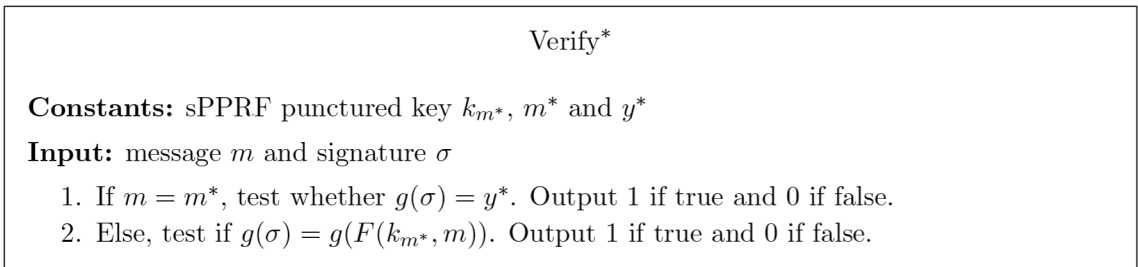 Verify*
Constants: sPPRF punctured key k_{m*}, m* and y*
Input: message m and signature σ
1. If m = m*, test whether g(σ) = y*. Output 1 if true and 0 if false.
2. Else, test if g(σ) = g(F(k_{m*}, m)). Output 1 if true and 0 if false.